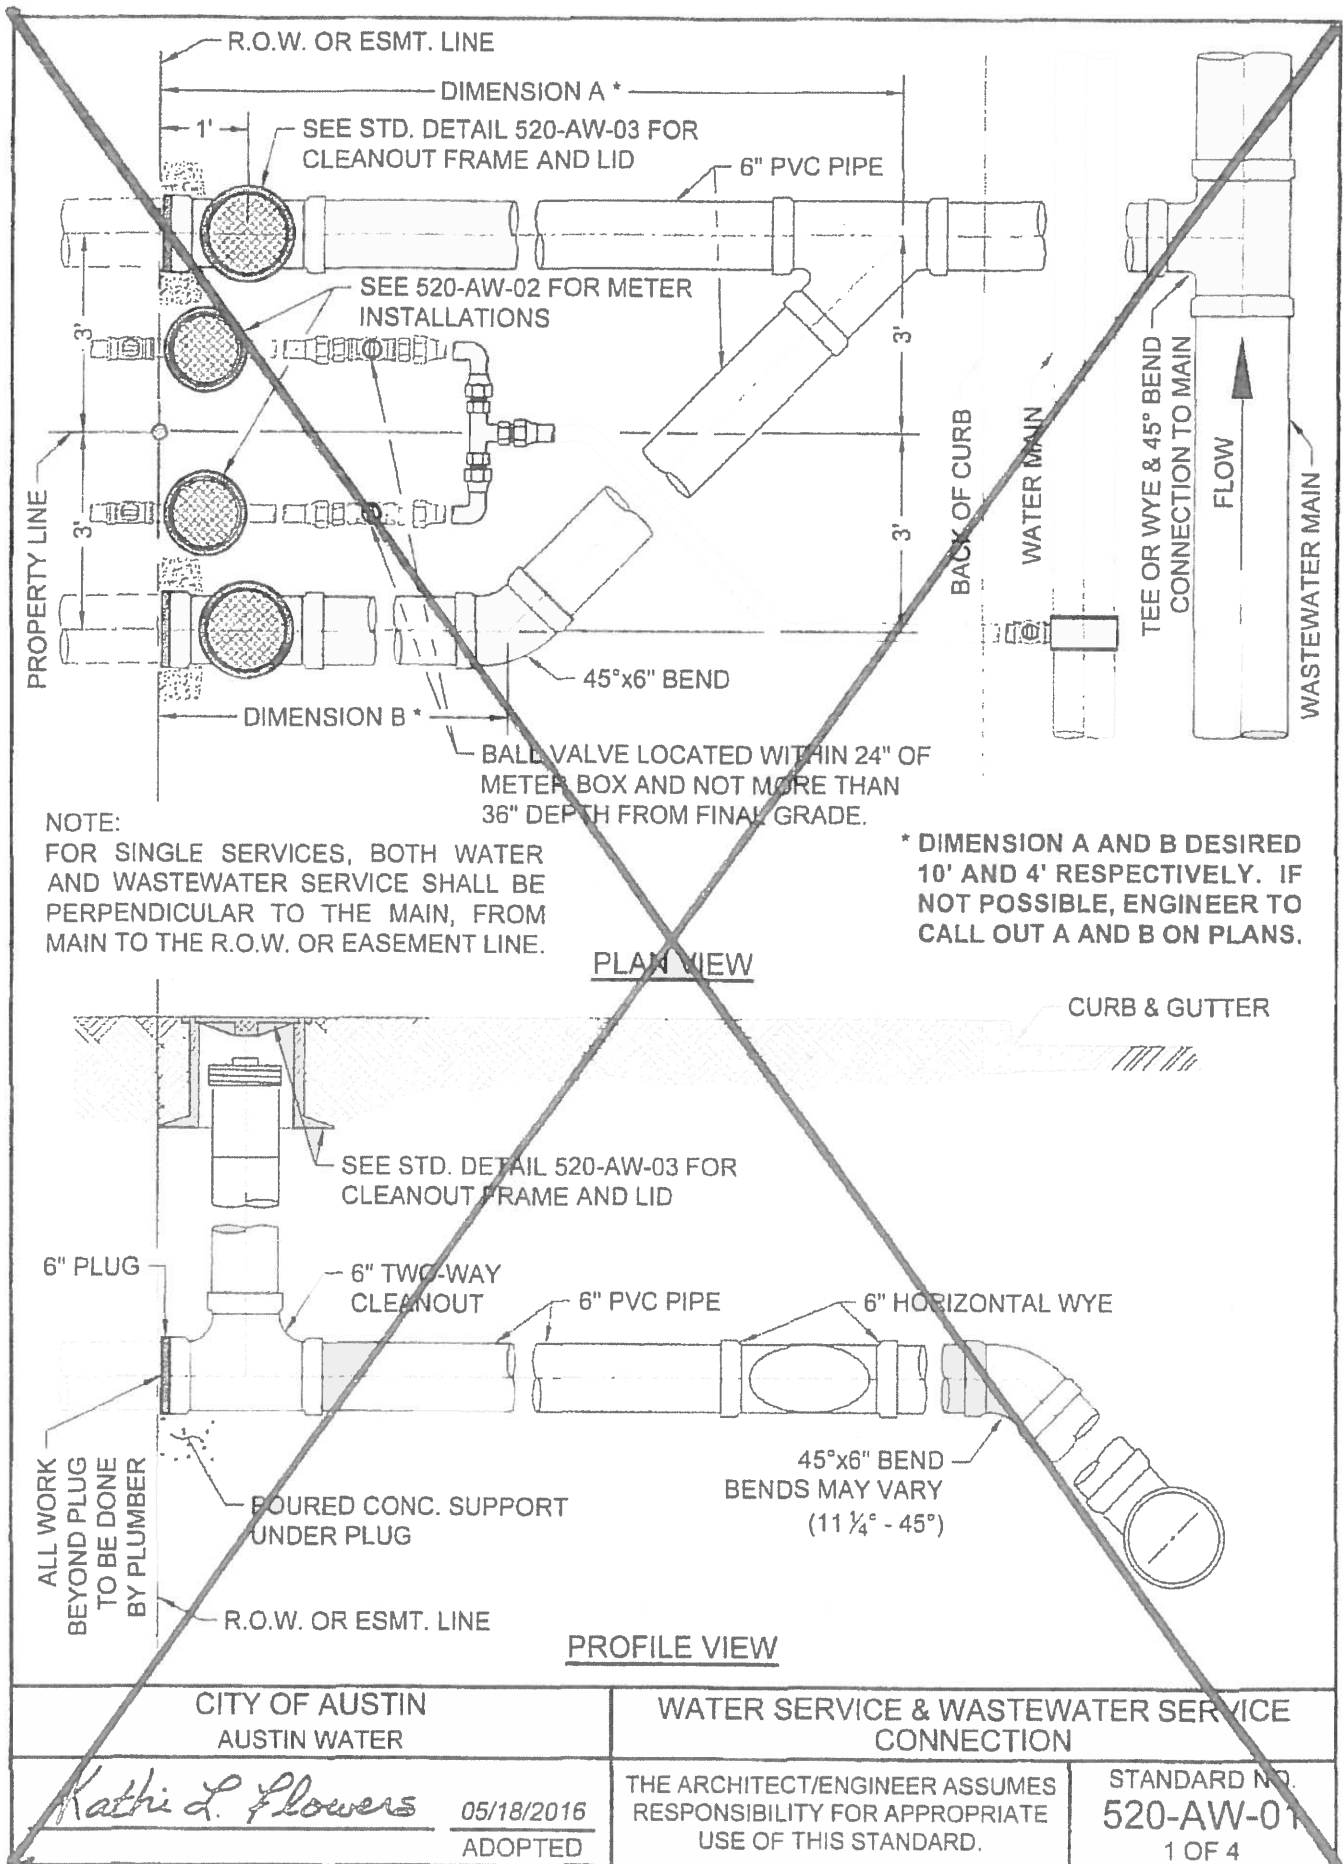 R.O.W. OR ESMT. LINE
DIMENSION A *
1'
SEE STD. DETAIL 520-AW-03 FOR
CLEANOUT FRAME AND LID
6" PVC PIPE
SEE 520-AW-02 FOR METER
INSTALLATIONS
3'
3'
3'
3'
PROPERTY LINE
BACK OF CURB
WATER MAIN
TEE OR WYE & 45° BEND
CONNECTION TO MAIN
FLOW
WASTEWATER MAIN
45°x6" BEND
DIMENSION B *
BALL VALVE LOCATED WITHIN 24" OF
METER BOX AND NOT MORE THAN
36" DEPTH FROM FINAL GRADE.
NOTE:
FOR SINGLE SERVICES, BOTH WATER
AND WASTEWATER SERVICE SHALL BE
PERPENDICULAR TO THE MAIN, FROM
MAIN TO THE R.O.W. OR EASEMENT LINE.
* DIMENSION A AND B DESIRED
10' AND 4' RESPECTIVELY. IF
NOT POSSIBLE, ENGINEER TO
CALL OUT A AND B ON PLANS.
PLAN VIEW
CURB & GUTTER
SEE STD. DETAIL 520-AW-03 FOR
CLEANOUT FRAME AND LID
6" PLUG
6" TWO-WAY
CLEANOUT
6" PVC PIPE
6" HORIZONTAL WYE
ALL WORK
BEYOND PLUG
TO BE DONE
BY PLUMBER
POURED CONC. SUPPORT
UNDER PLUG
45°x6" BEND
BENDS MAY VARY
(11 ¼° - 45°)
R.O.W. OR ESMT. LINE
PROFILE VIEW
CITY OF AUSTIN
AUSTIN WATER
WATER SERVICE & WASTEWATER SERVICE
CONNECTION
Kathi L. Flowers
05/18/2016
ADOPTED
THE ARCHITECT/ENGINEER ASSUMES
RESPONSIBILITY FOR APPROPRIATE
USE OF THIS STANDARD.
STANDARD NO.
520-AW-01
1 OF 4